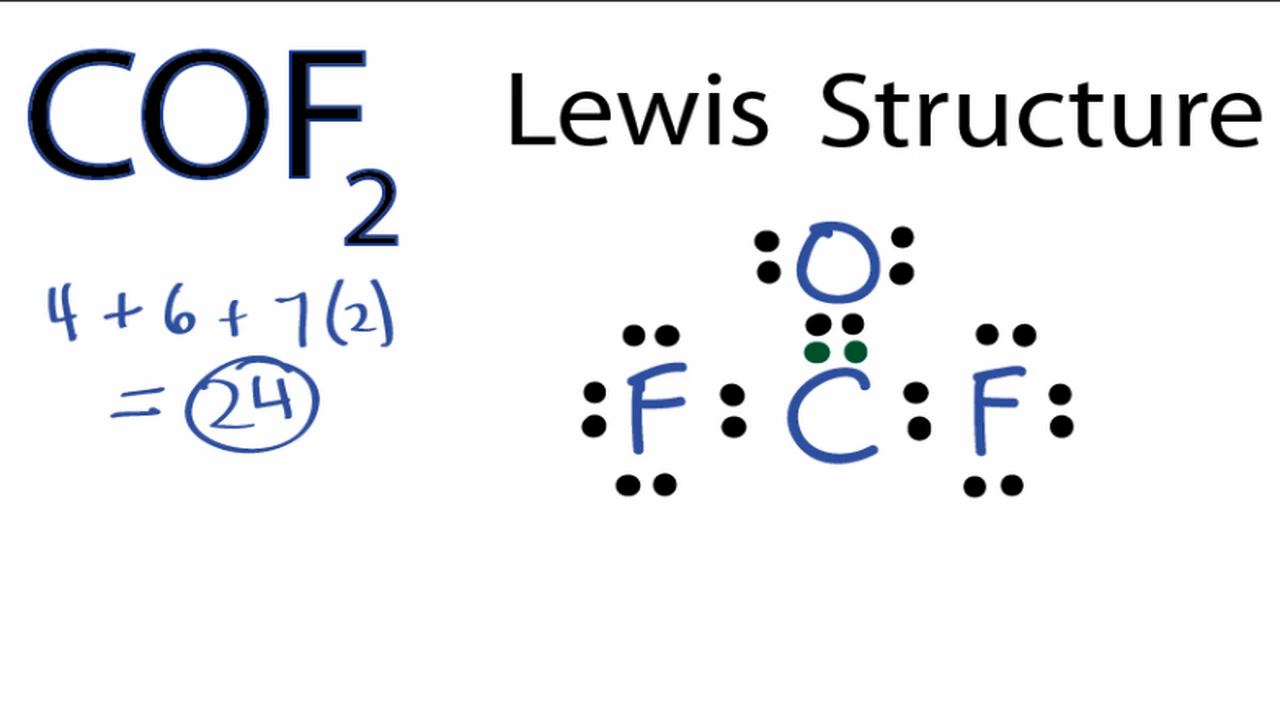 COF₂ Lewis Structure
4 + 6 + 7(2)
= 24
O
F C F